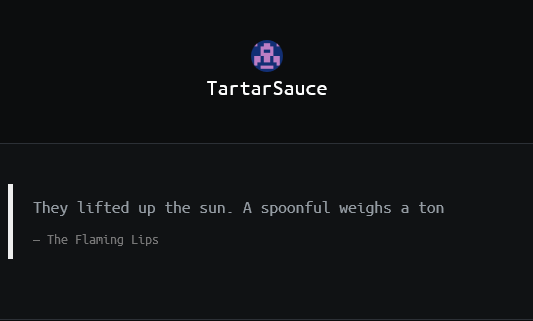 TartarSauce
They lifted up the sun. A spoonful weighs a ton
— The Flaming Lips